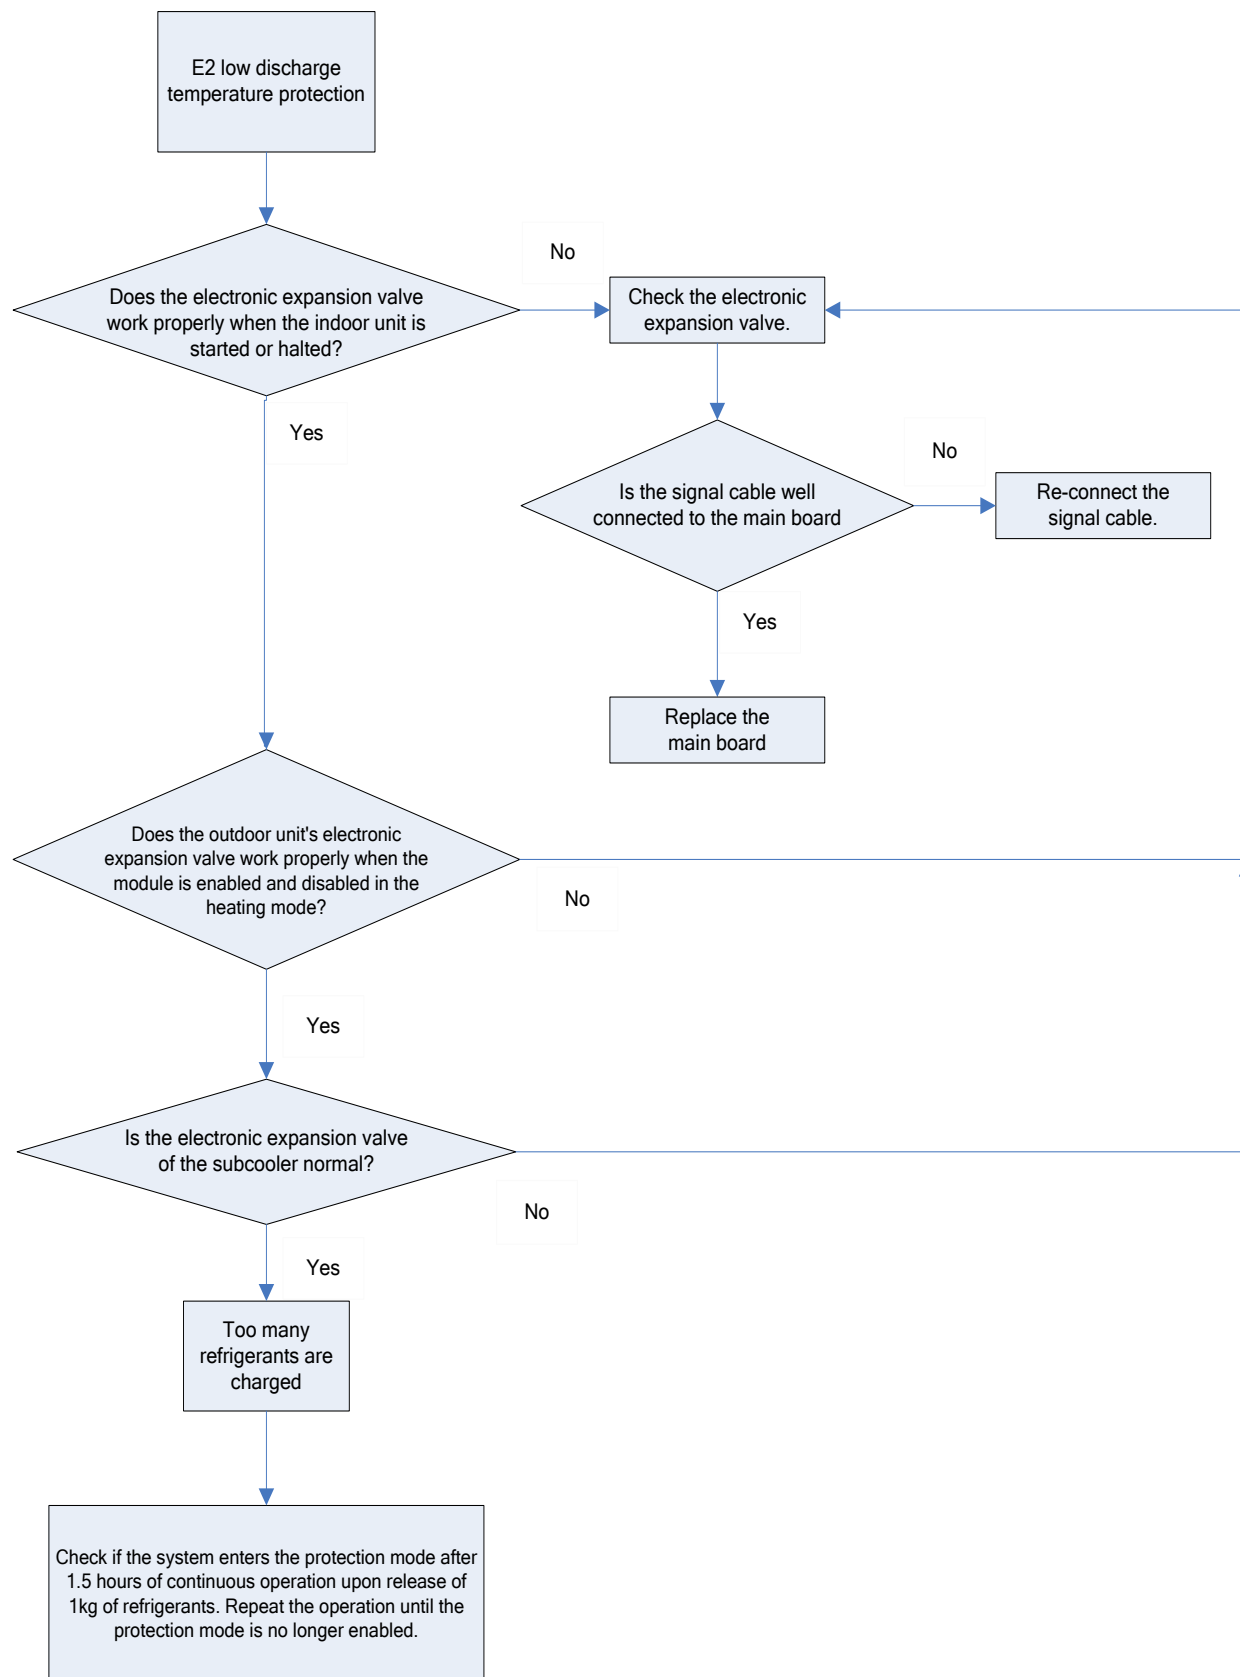 E2 low discharge
temperature protection
Does the electronic expansion valve
work properly when the indoor unit is
started or halted?
No
Check the electronic
expansion valve.
Yes
Is the signal cable well
connected to the main board
No
Re-connect the
signal cable.
Yes
Replace the
main board
Does the outdoor unit's electronic
expansion valve work properly when the
module is enabled and disabled in the
heating mode?
No
Yes
Is the electronic expansion valve
of the subcooler normal?
No
Yes
Too many
refrigerants are
charged
Check if the system enters the protection mode after
1.5 hours of continuous operation upon release of
1kg of refrigerants. Repeat the operation until the
protection mode is no longer enabled.